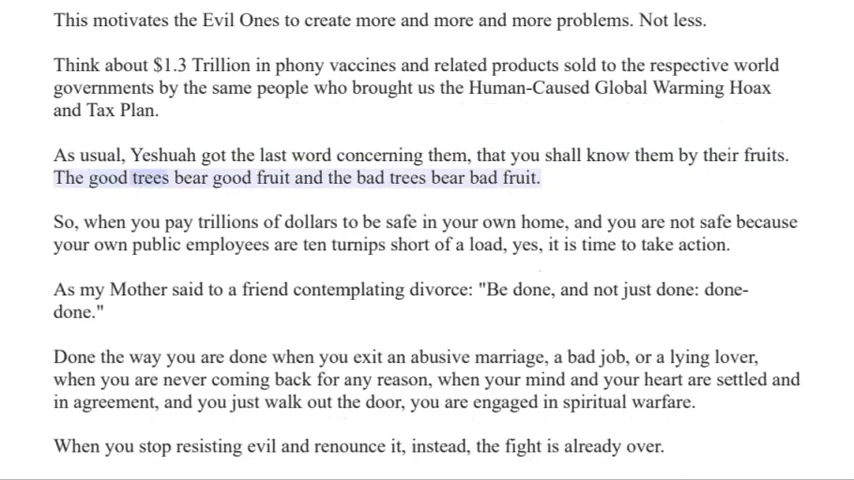 This motivates the Evil Ones to create more and more and more problems. Not less.
Think about $1.3 Trillion in phony vaccines and related products sold to the respective world
governments by the same people who brought us the Human-Caused Global Warming Hoax
and Tax Plan.
As usual, Yeshuah got the last word concerning them, that you shall know them by their fruits.
The good trees bear good fruit and the bad trees bear bad fruit.
So, when you pay trillions of dollars to be safe in your own home, and you are not safe because
your own public employees are ten turnips short of a load, yes, it is time to take action.
As my Mother said to a friend contemplating divorce: "Be done, and not just done: done-
done."
Done the way you are done when you exit an abusive marriage, a bad job, or a lying lover,
when you are never coming back for any reason, when your mind and your heart are settled and
in agreement, and you just walk out the door, you are engaged in spiritual warfare.
When you stop resisting evil and renounce it, instead, the fight is already over.